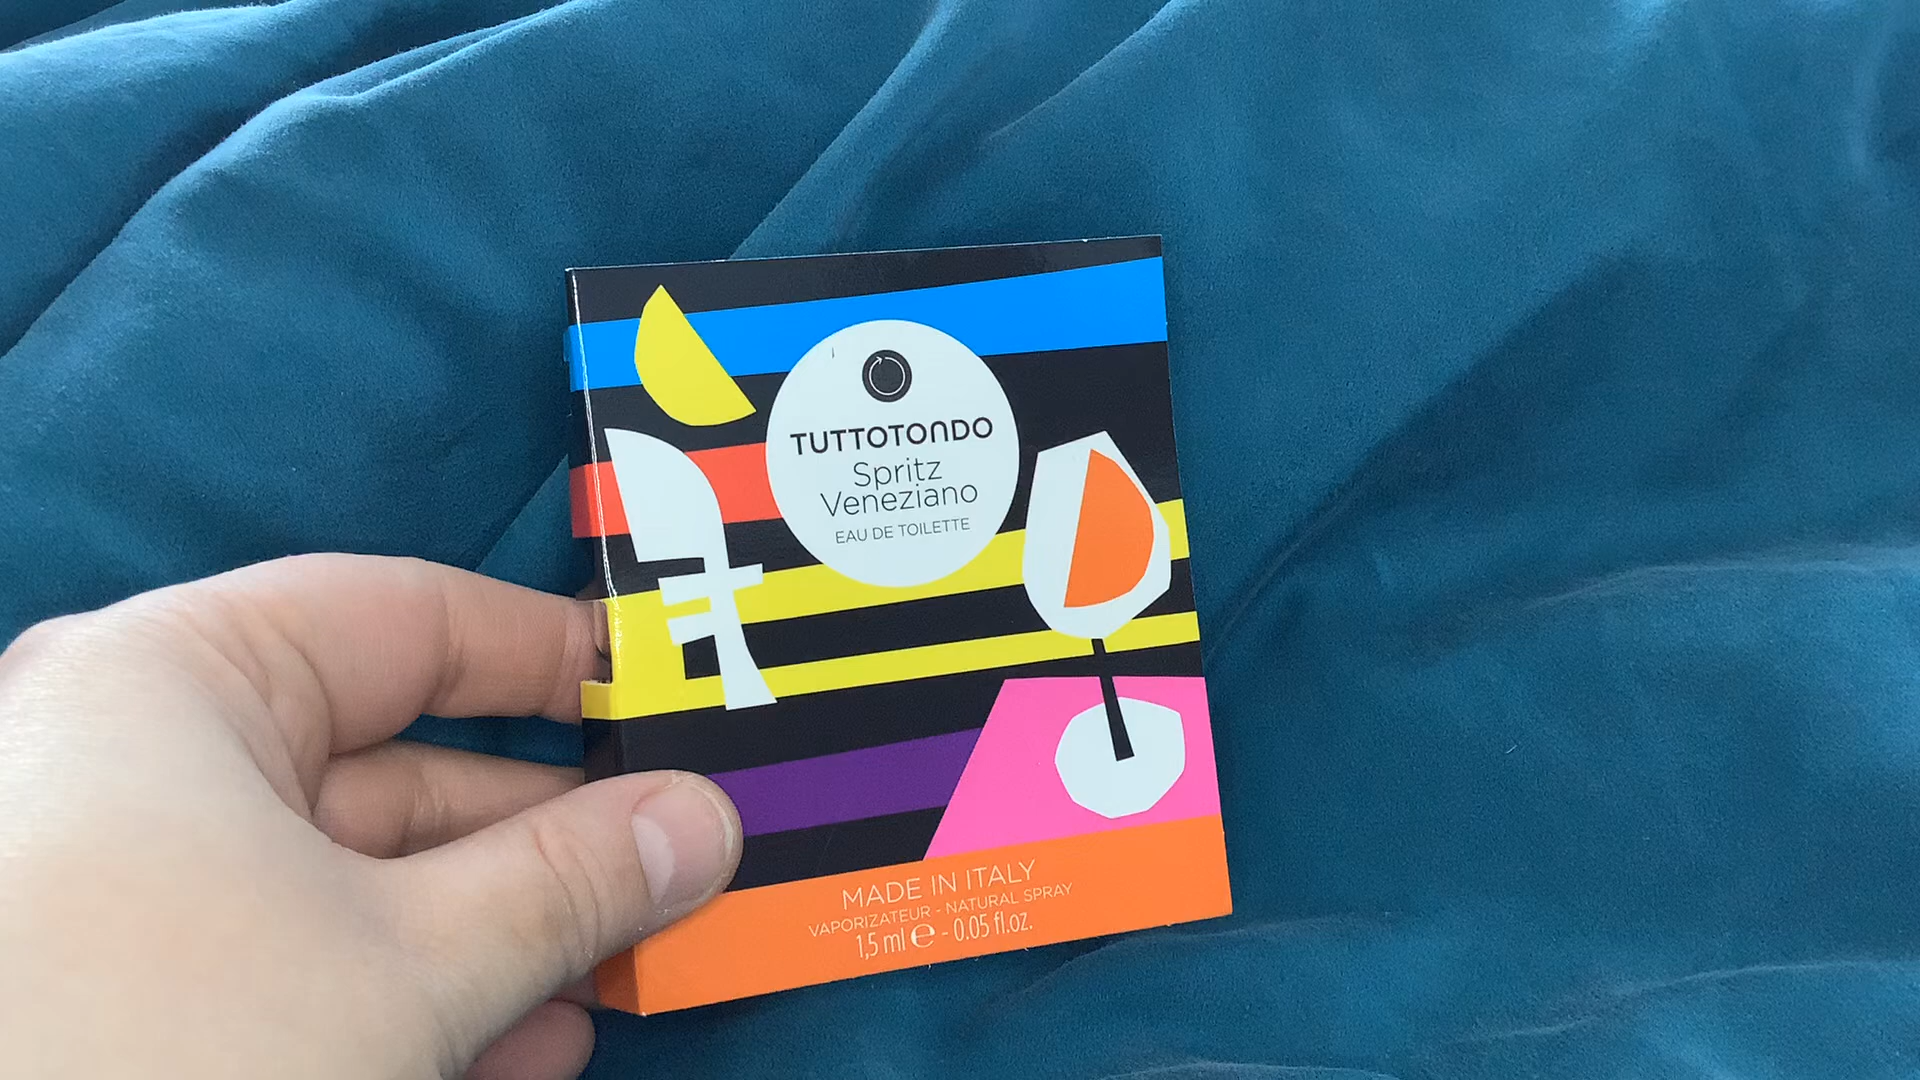 TUTTOTONDO
Spritz
Veneziano
EAU DE TOILETTE
MADE IN ITALY
VAPORIZATEUR - NATURAL SPRAY
1,5 ml ℮ - 0.05 fl.oz.